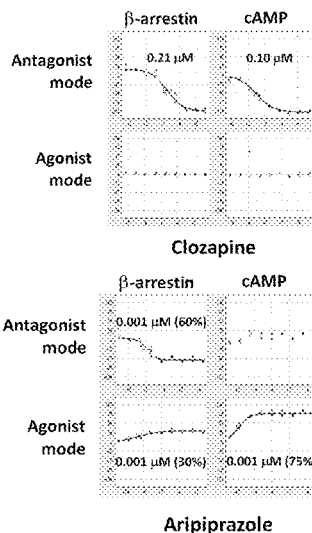 β-arrestin cAMP
Antagonist mode 0.21 μM 0.10 μM
Agonist mode
Clozapine
β-arrestin cAMP
Antagonist mode 0.001 μM (60%)
Agonist mode 0.001 μM (30%) 0.001 μM (75%)
Aripiprazole